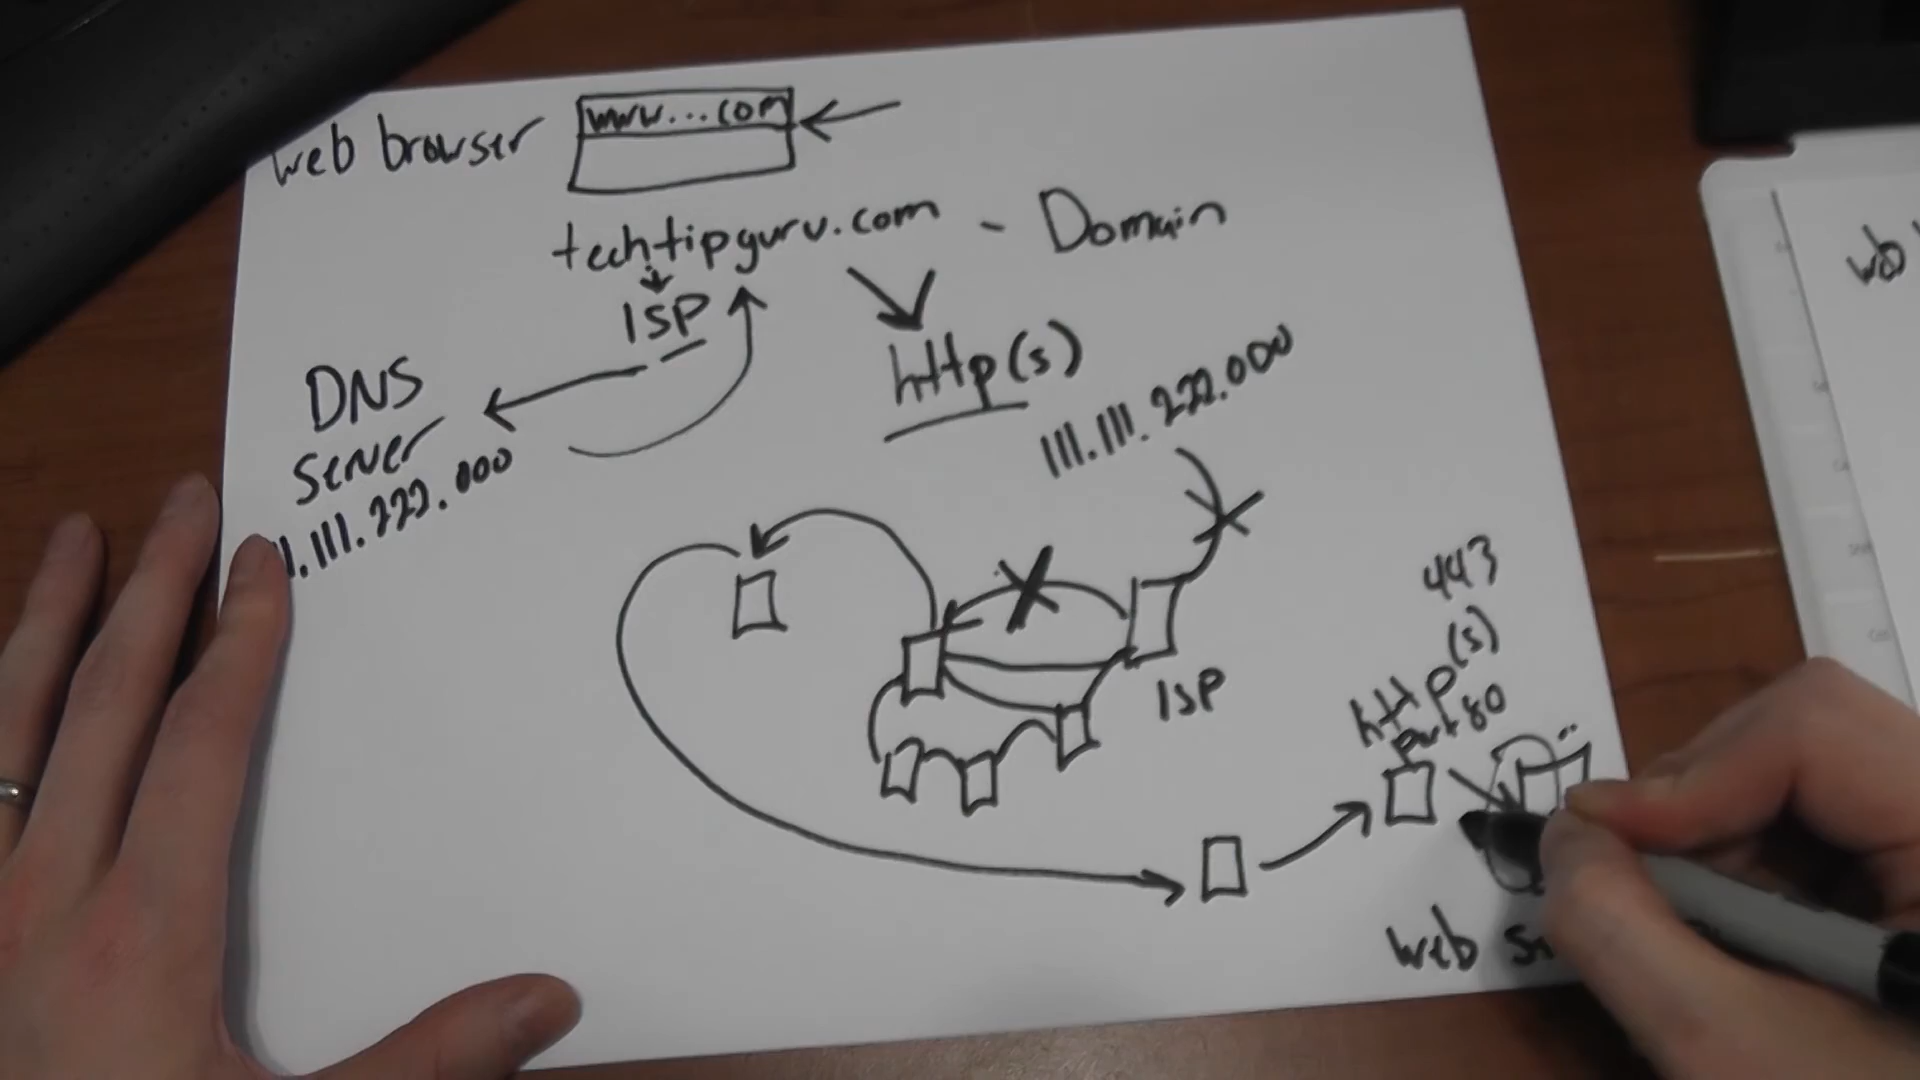 web browser
www...com
techtipguru.com - Domain
ISP
http(s)
111.111.222.000
DNS
Server
.111.222.000
ISP
443
http(s)
port 80
web